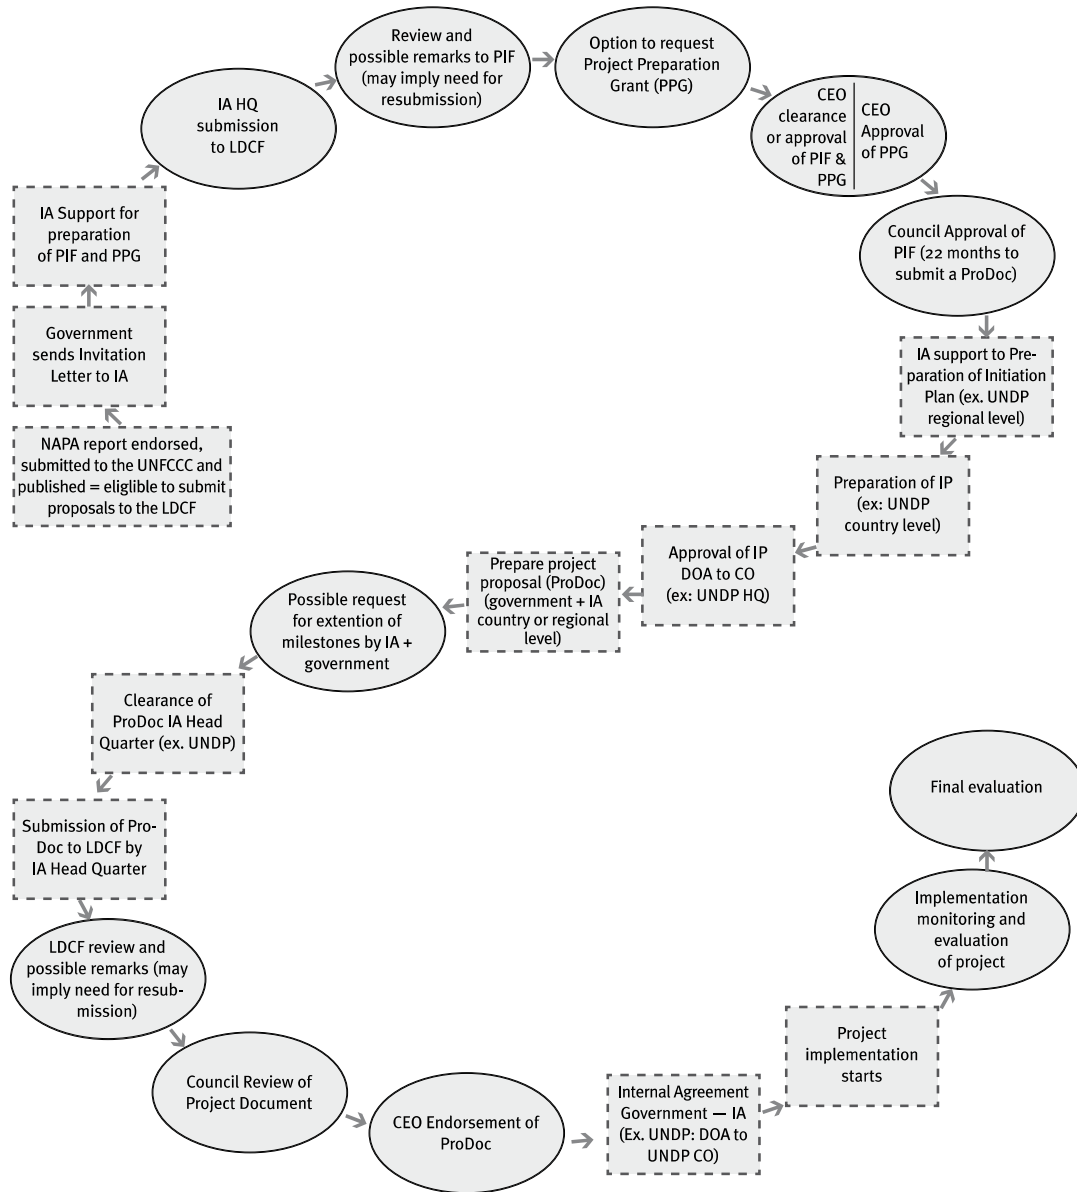 NAPA report endorsed,
submitted to the UNFCCC and
published = eligible to submit
proposals to the LDCF
Government
sends Invitation
Letter to IA
IA Support for
preparation
of PIF and PPG
IA HQ
submission
to LDCF
Review and
possible remarks to PIF
(may imply need for
resubmission)
Option to request
Project Preparation
Grant (PPG)
CEO
clearance
or approval
of PIF &
PPG
CEO
Approval
of PPG
Council Approval of
PIF (22 months to
submit a ProDoc)
IA support to Pre-
paration of Initiation
Plan (ex. UNDP
regional level)
Preparation of IP
(ex: UNDP
country level)
Approval of IP
DOA to CO
(ex: UNDP HQ)
Prepare project
proposal (ProDoc)
(government + IA
country or regional
level)
Possible request
for extention of
milestones by IA +
government
Clearance of
ProDoc IA Head
Quarter (ex. UNDP)
Submission of Pro-
Doc to LDCF by
IA Head Quarter
LDCF review and
possible remarks (may
imply need for resub-
mission)
Council Review of
Project Document
CEO Endorsement of
ProDoc
Internal Agreement
Government — IA
(Ex. UNDP: DOA to
UNDP CO)
Project
implementation
starts
Implementation
monitoring and
evaluation
of project
Final evaluation